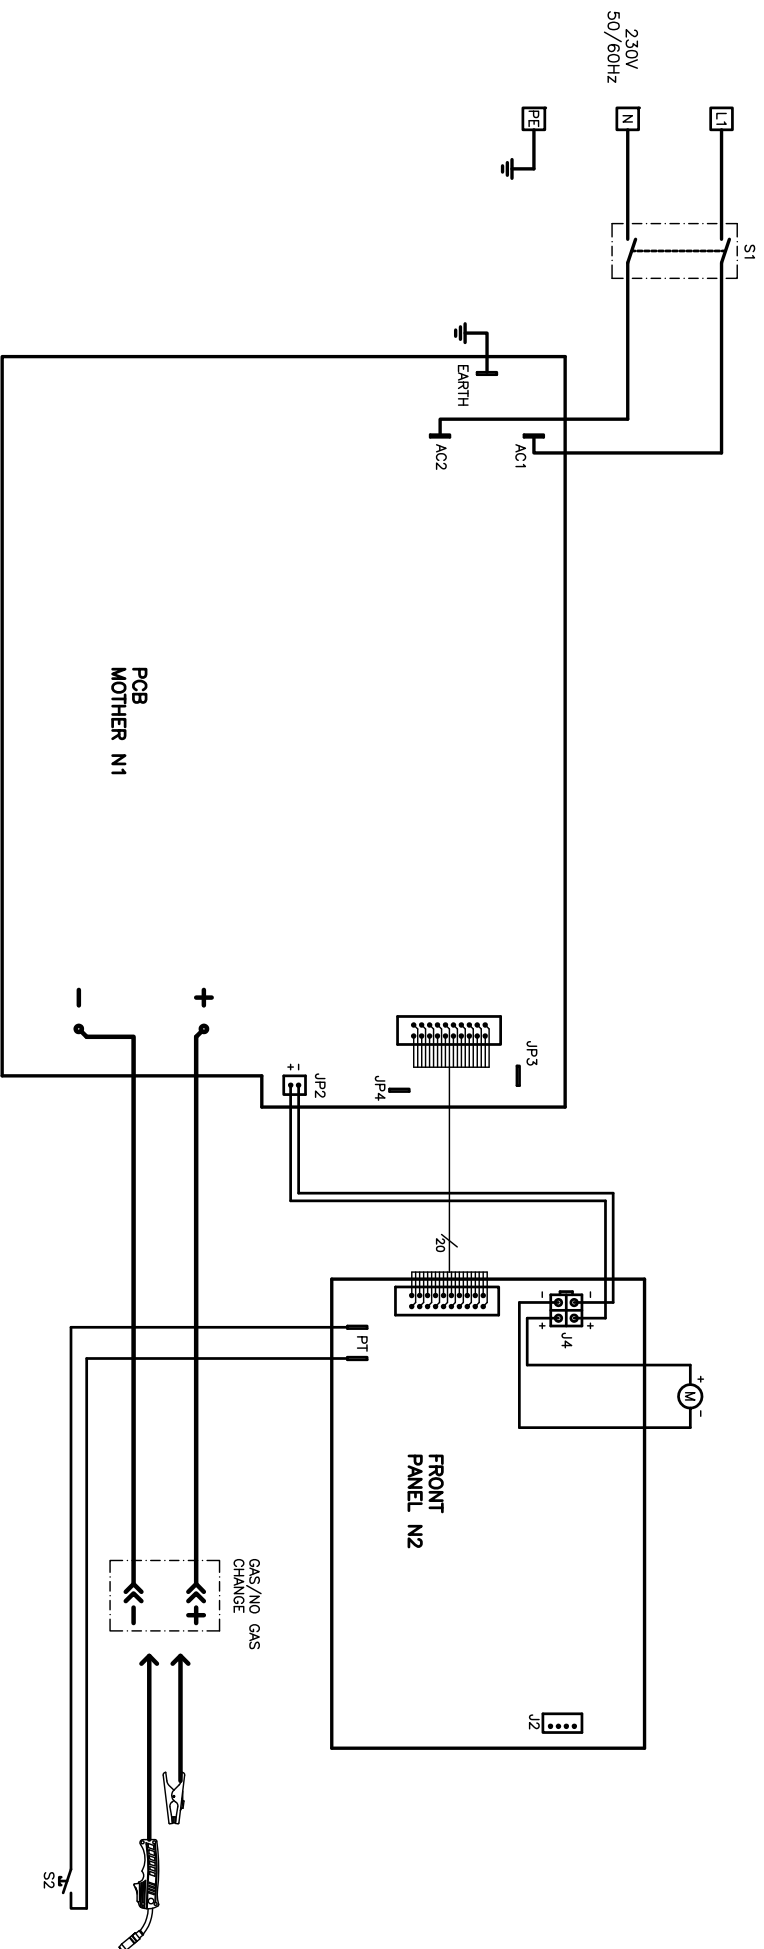 230V
50/60Hz
L1
N
PE
S1
EARTH
AC1
AC2
PCB
MOTHER N1
+
-
JP3
JP4
JP2
-
+
20
-
-
+
+
J4
PT
+
M
-
FRONT
PANEL N2
J2
GAS/NO GAS
CHANGE
+
-
S2